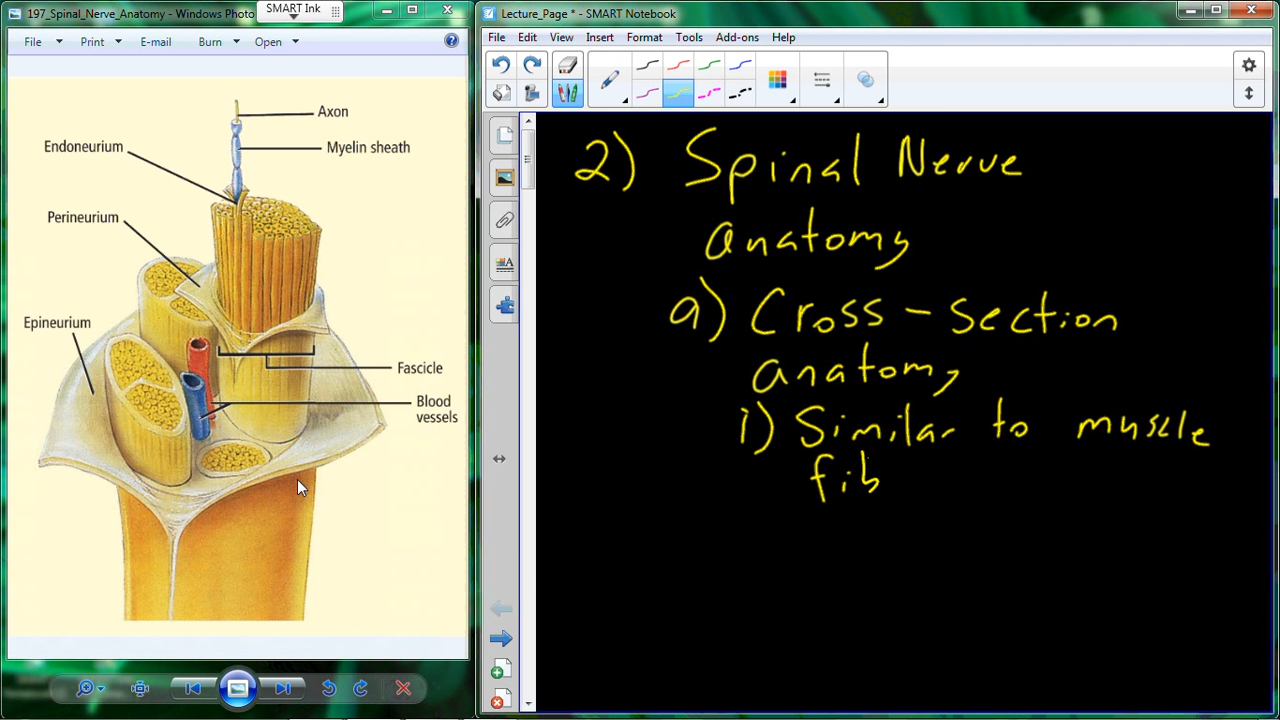 197_Spinal_Nerve_Anatomy - Windows Photo
SMART Ink
File Print E-mail Burn Open
Axon
Endoneurium
Myelin sheath
Perineurium
Epineurium
Fascicle
Blood
vessels
Lecture_Page * - SMART Notebook
File Edit View Insert Format Tools Add-ons Help
2) Spinal Nerve
anatomy
a) Cross-section
anatomy
i) Similar to muscle
fib